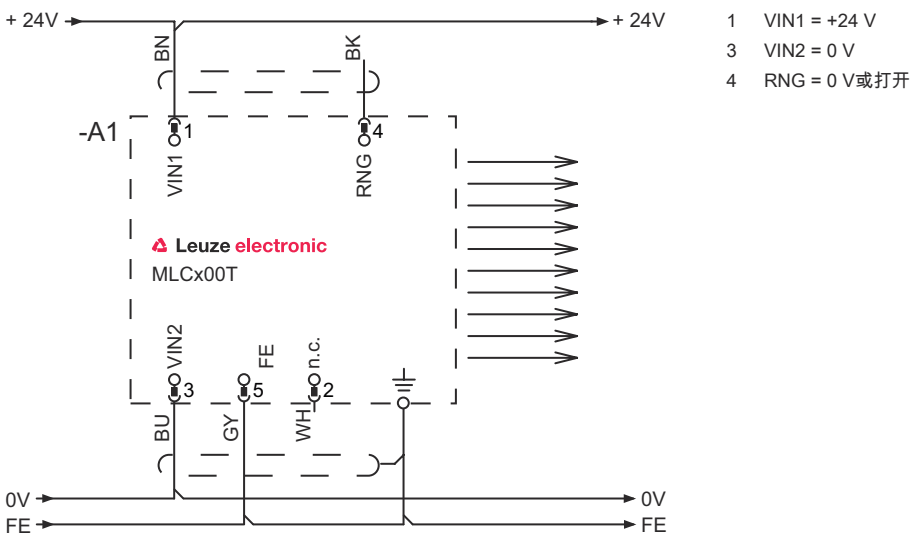 + 24V
+ 24V
1 VIN1 = +24 V
3 VIN2 = 0 V
4 RNG = 0 V或打开
BN
BK
-A1
1
4
VIN1
RNG
Leuze electronic
MLCx00T
VIN2
FE
n.c.
3
5
2
BU
GY
WH
0V
0V
FE
FE